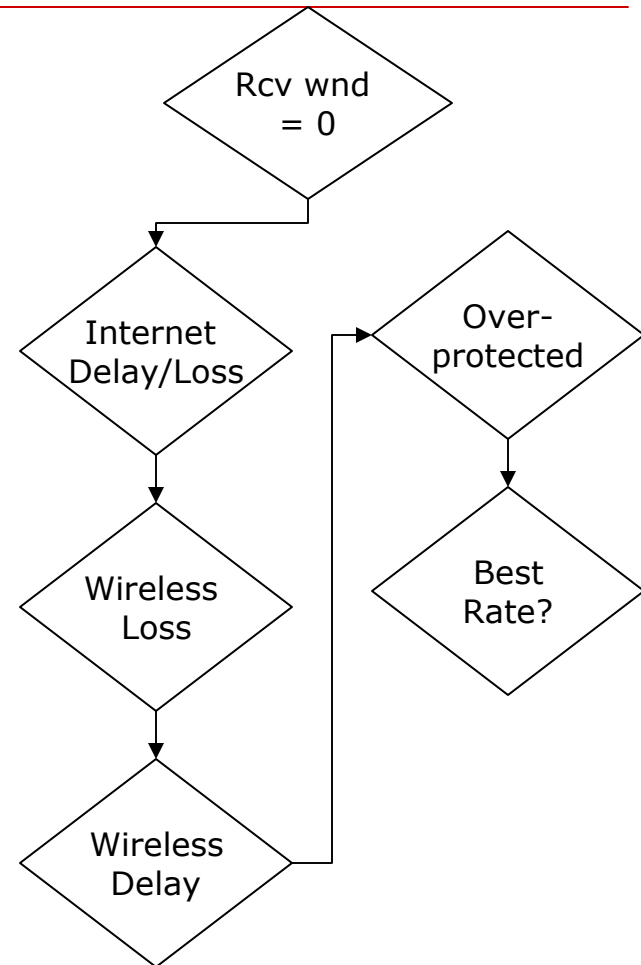 Rcv wnd
= 0
Internet
Delay/Loss
Wireless
Loss
Wireless
Delay
Over-
protected
Best
Rate?